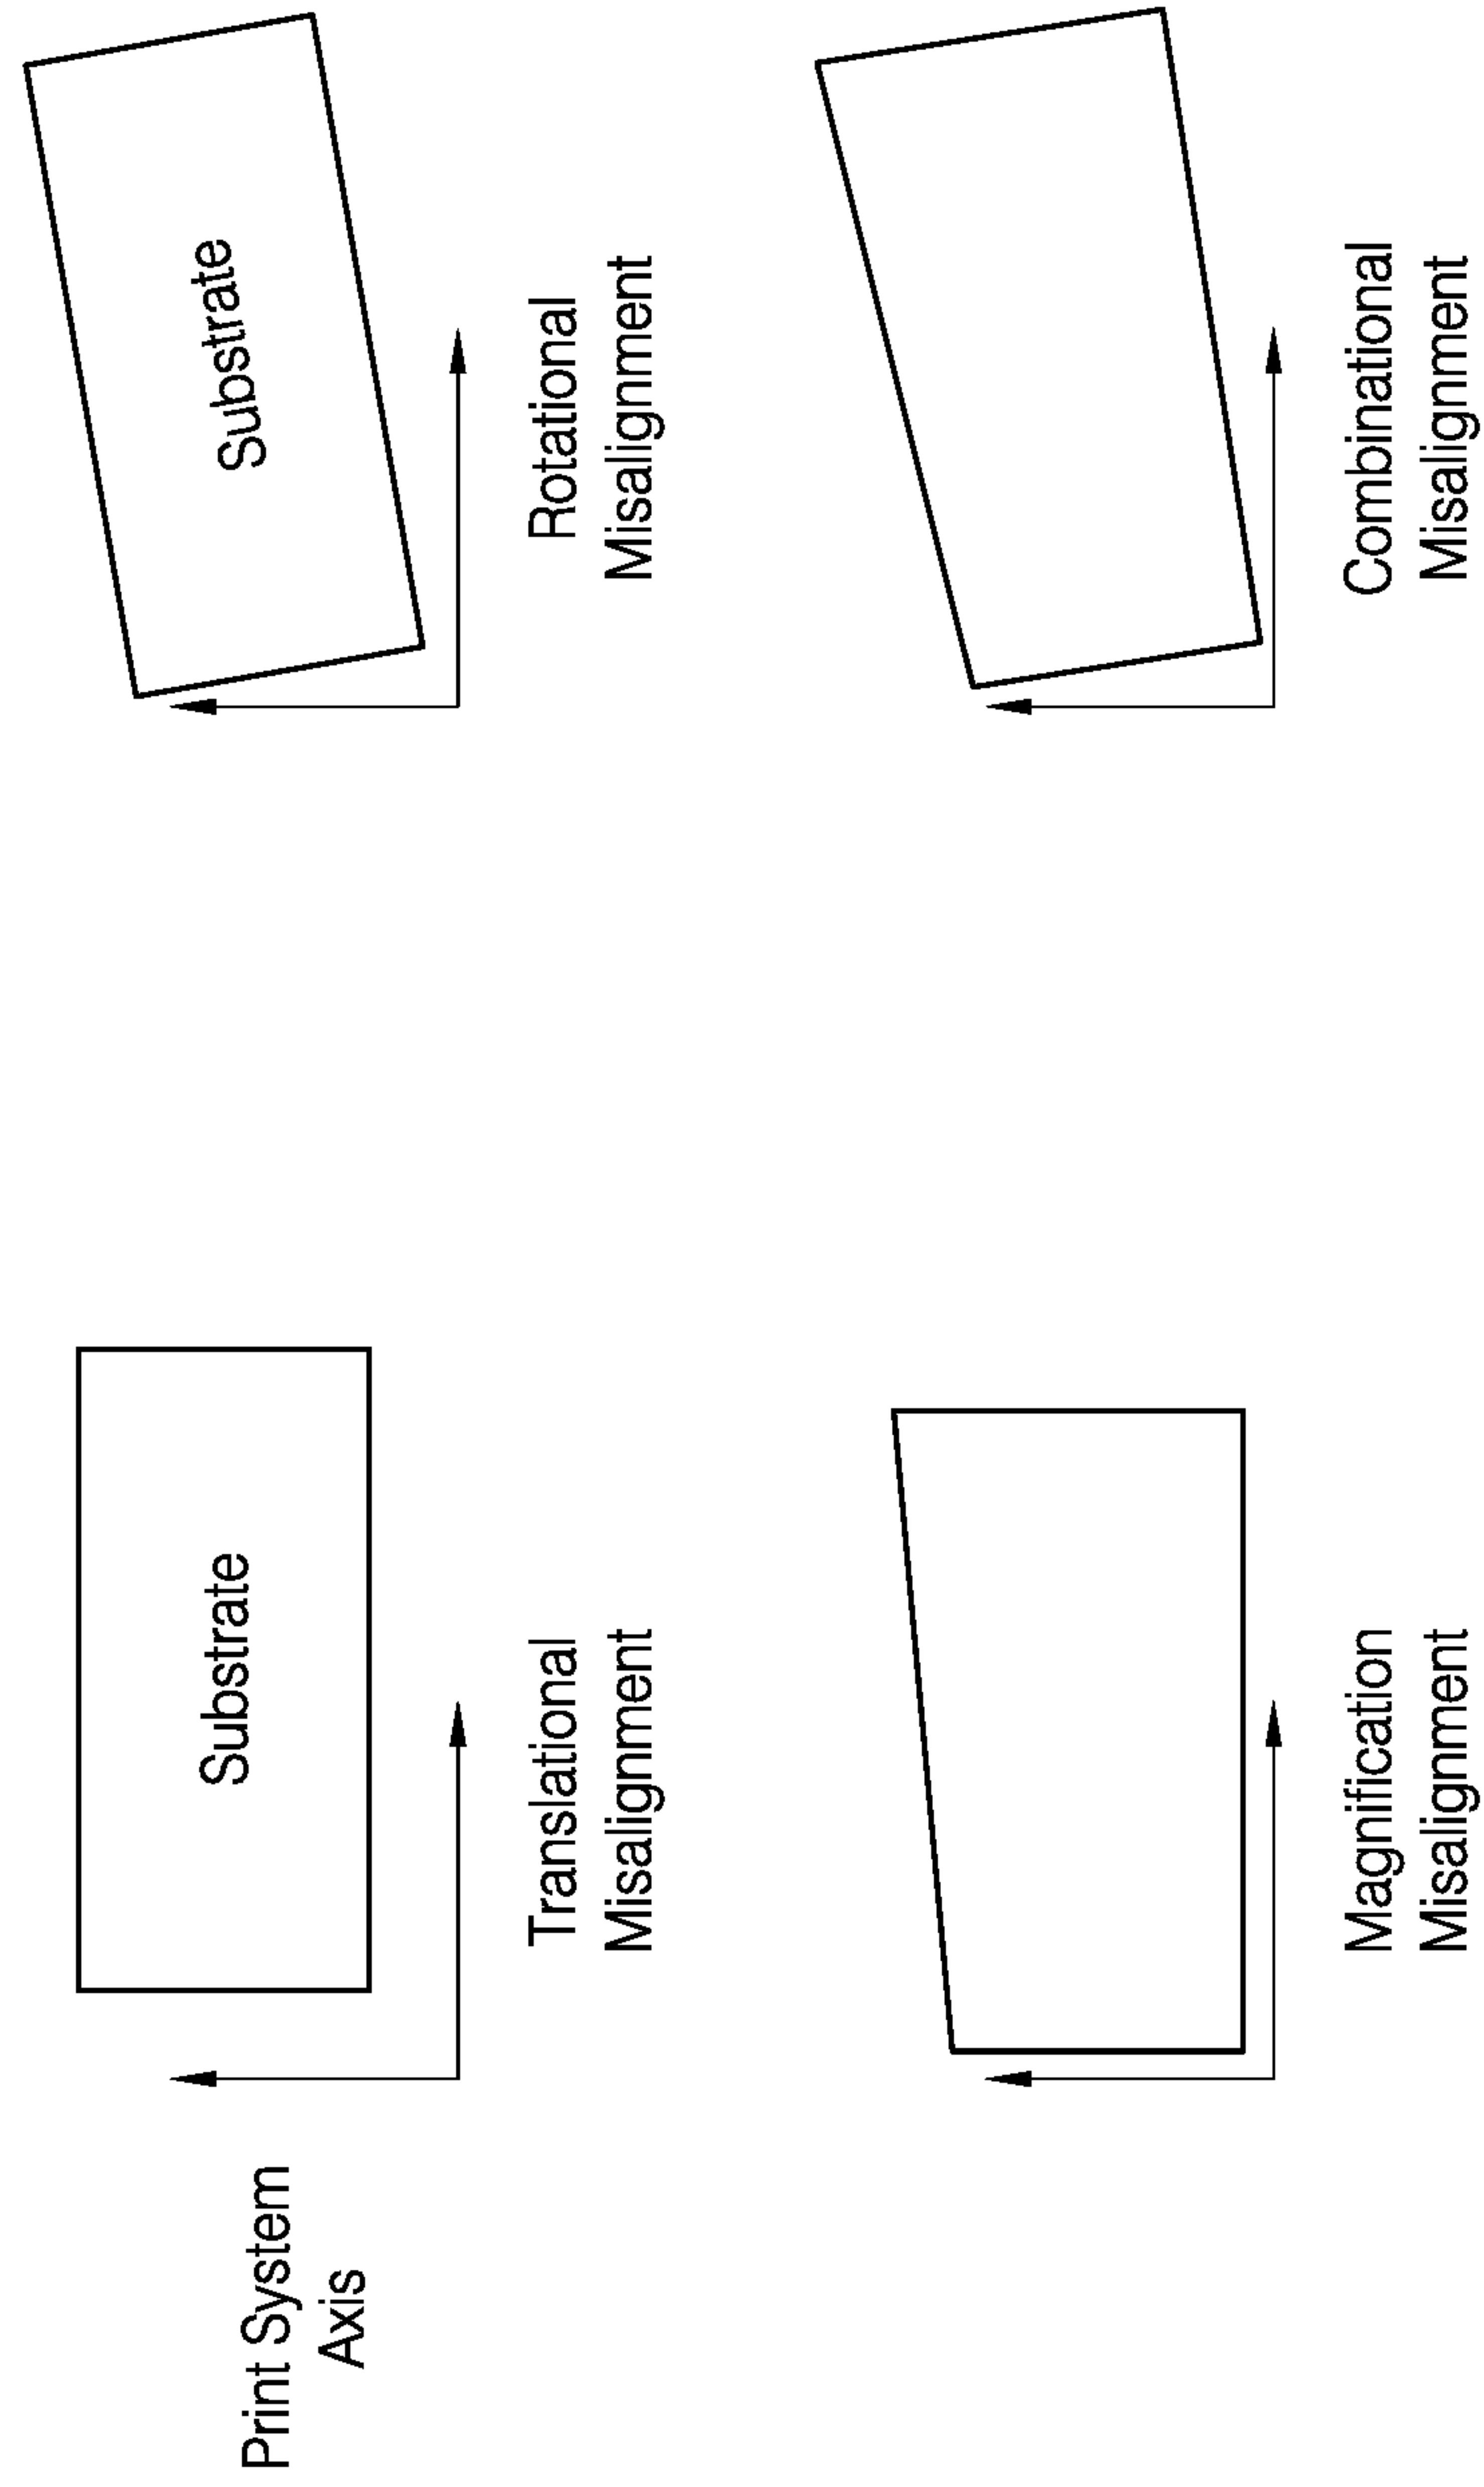 Print System
Axis
Substrate
Translational
Misalignment
Substrate
Rotational
Misalignment
Magnification
Misalignment
Combinational
Misalignment